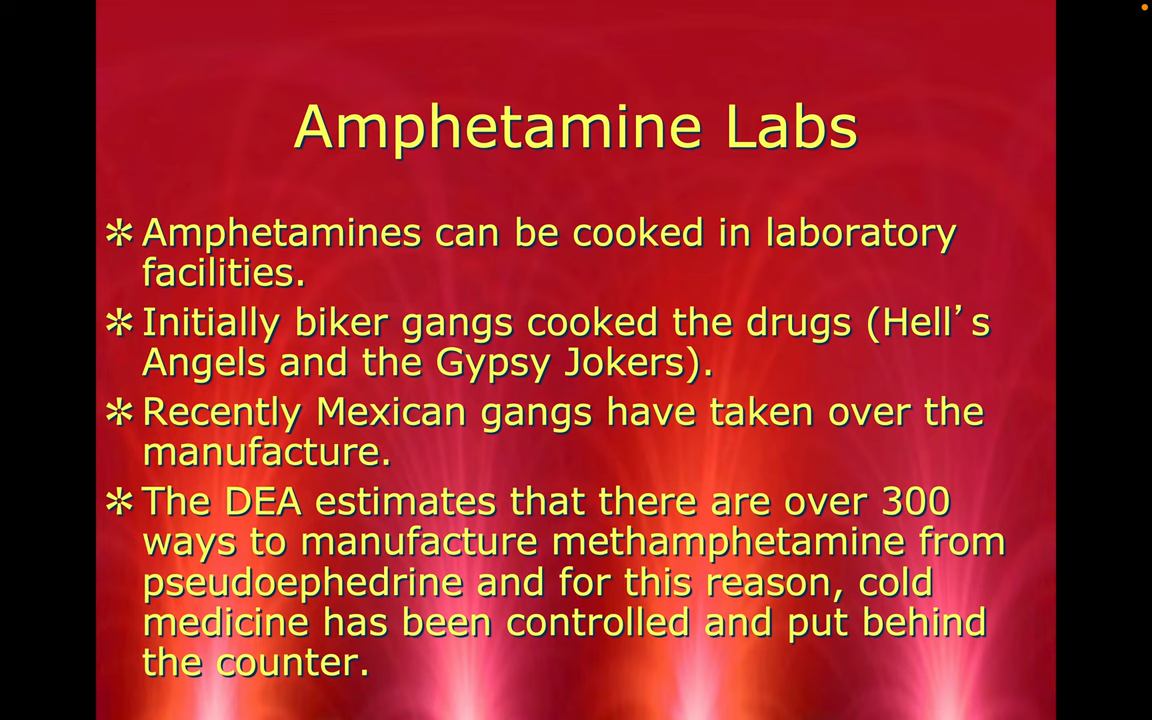 Amphetamine Labs
✲ Amphetamines can be cooked in laboratory
facilities.
✲ Initially biker gangs cooked the drugs (Hell’s
Angels and the Gypsy Jokers).
✲ Recently Mexican gangs have taken over the
manufacture.
✲ The DEA estimates that there are over 300
ways to manufacture methamphetamine from
pseudoephedrine and for this reason, cold
medicine has been controlled and put behind
the counter.